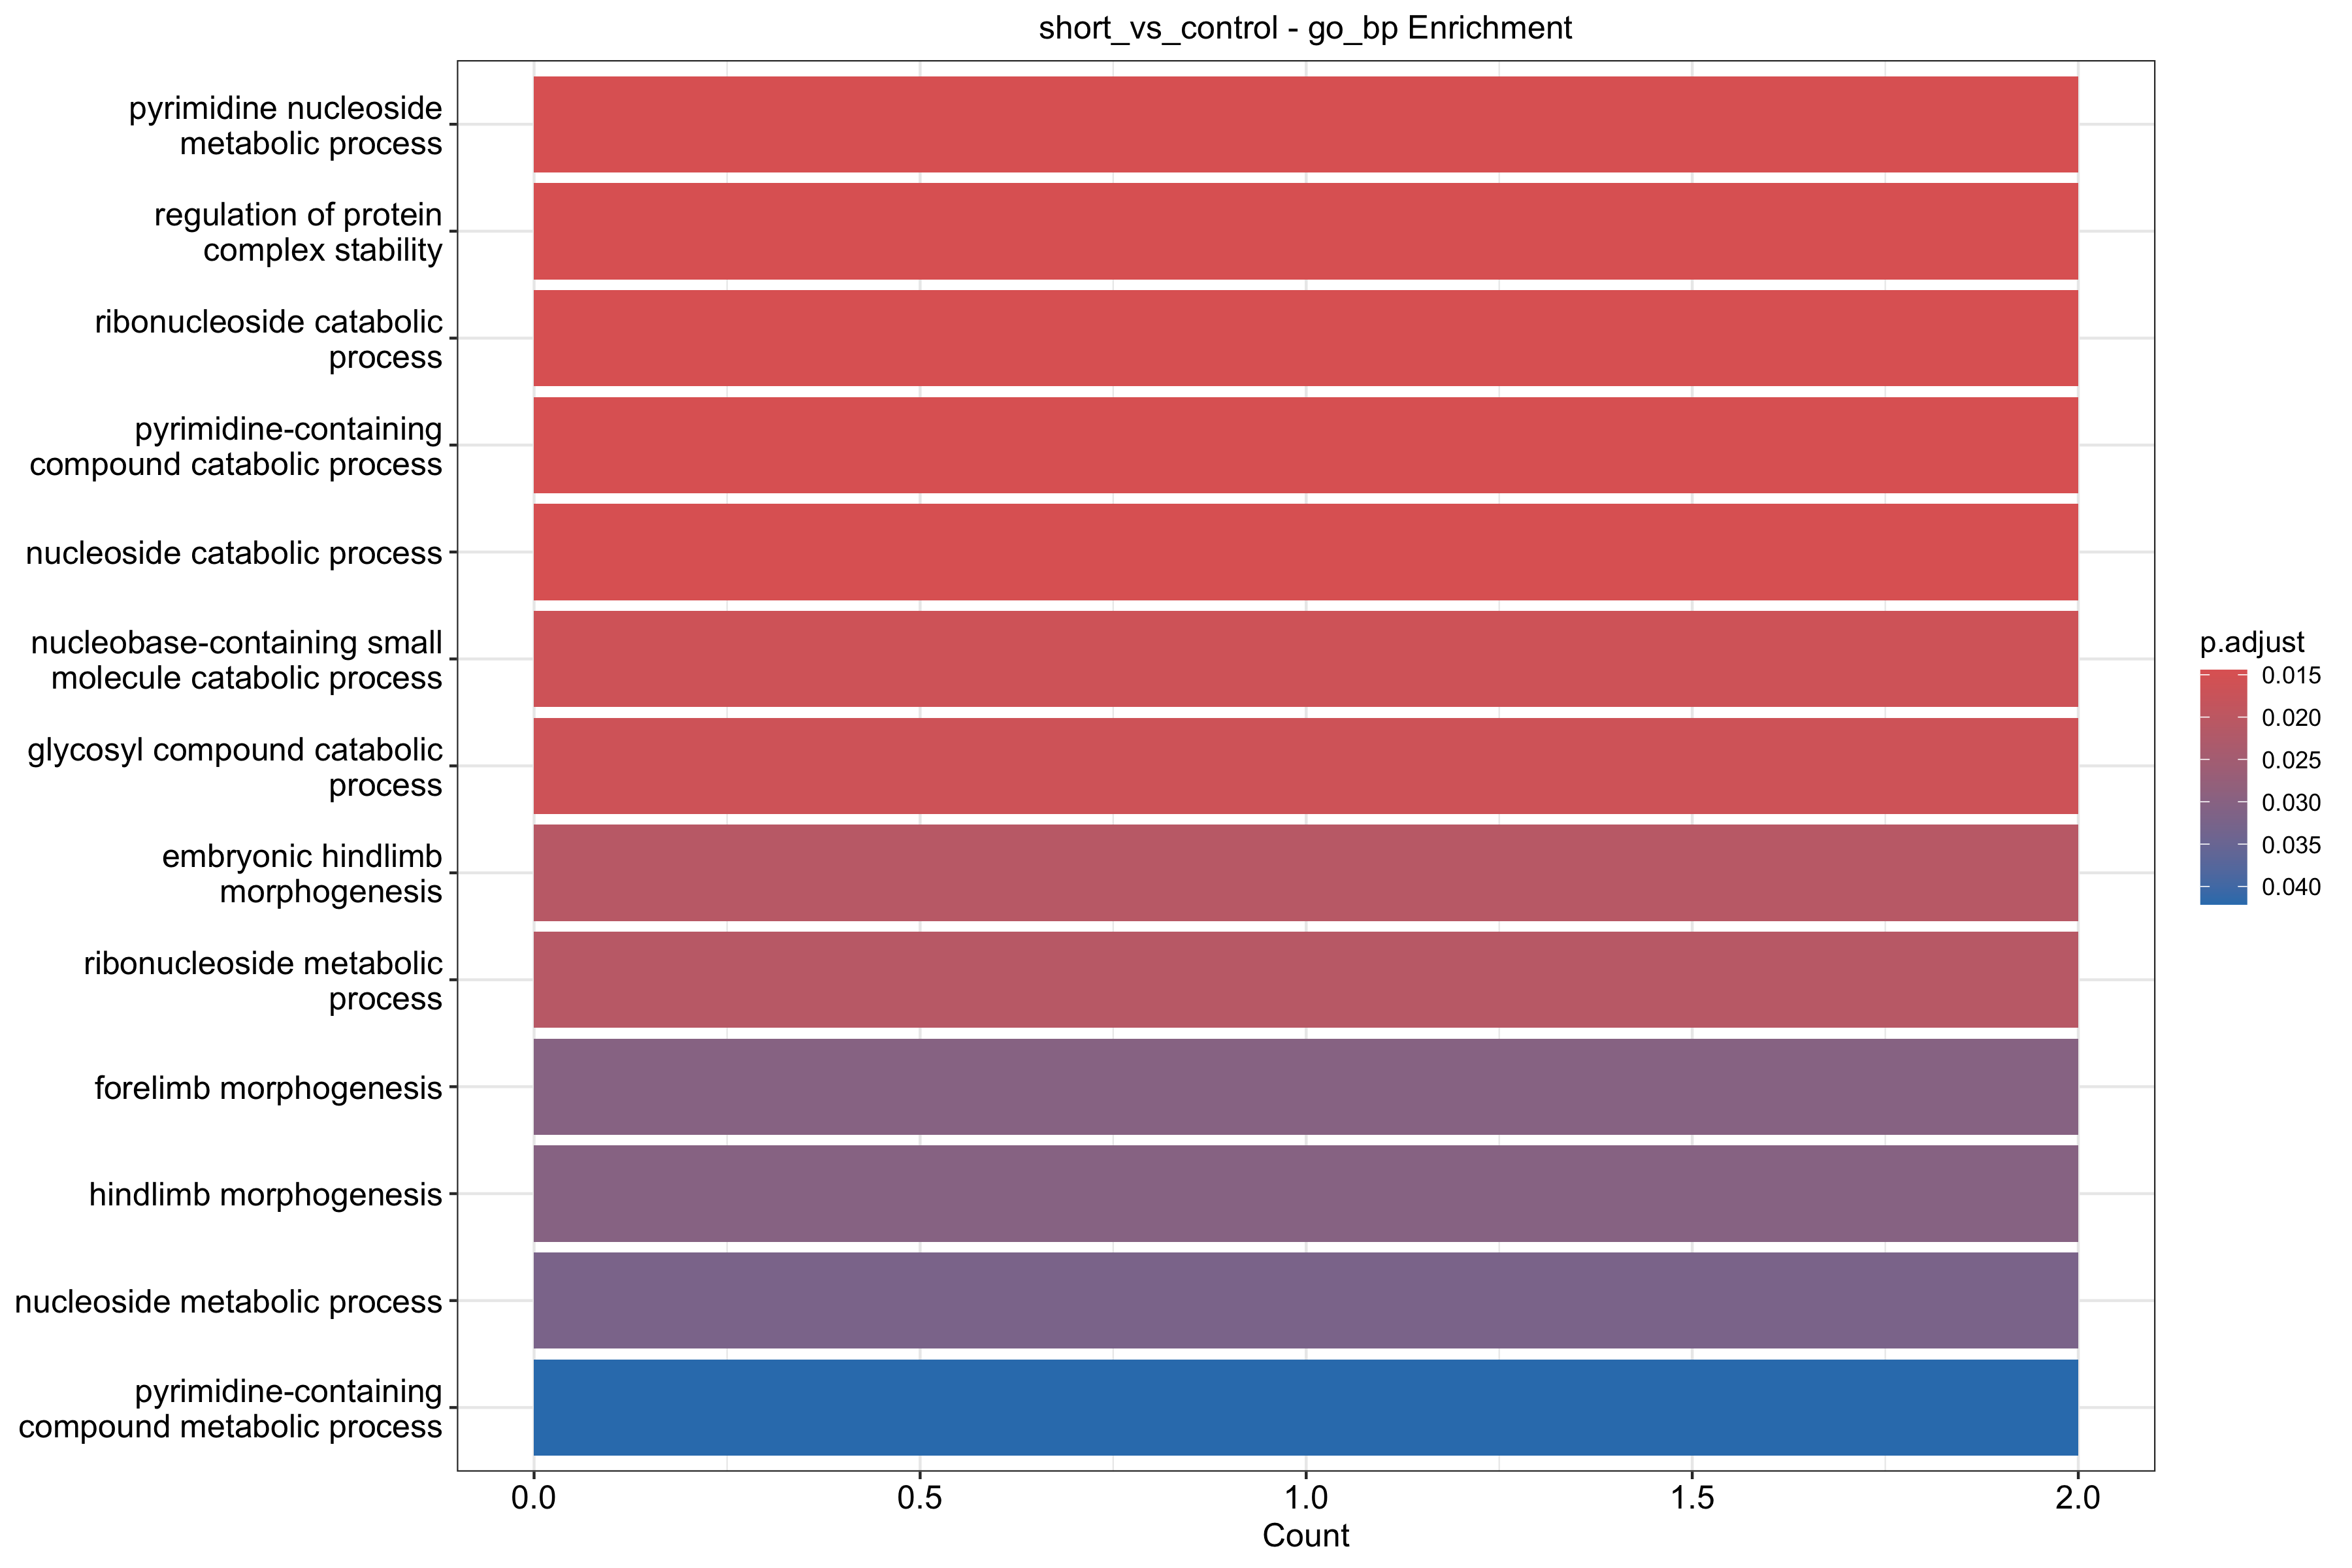 short_vs_control - go_bp Enrichment
pyrimidine nucleoside
metabolic process
regulation of protein
complex stability
ribonucleoside catabolic
process
pyrimidine-containing
compound catabolic process
nucleoside catabolic process
nucleobase-containing small
molecule catabolic process
glycosyl compound catabolic
process
embryonic hindlimb
morphogenesis
ribonucleoside metabolic
process
forelimb morphogenesis
hindlimb morphogenesis
nucleoside metabolic process
pyrimidine-containing
compound metabolic process
0.0 0.5 1.0 1.5 2.0
Count
p.adjust
0.015
0.020
0.025
0.030
0.035
0.040